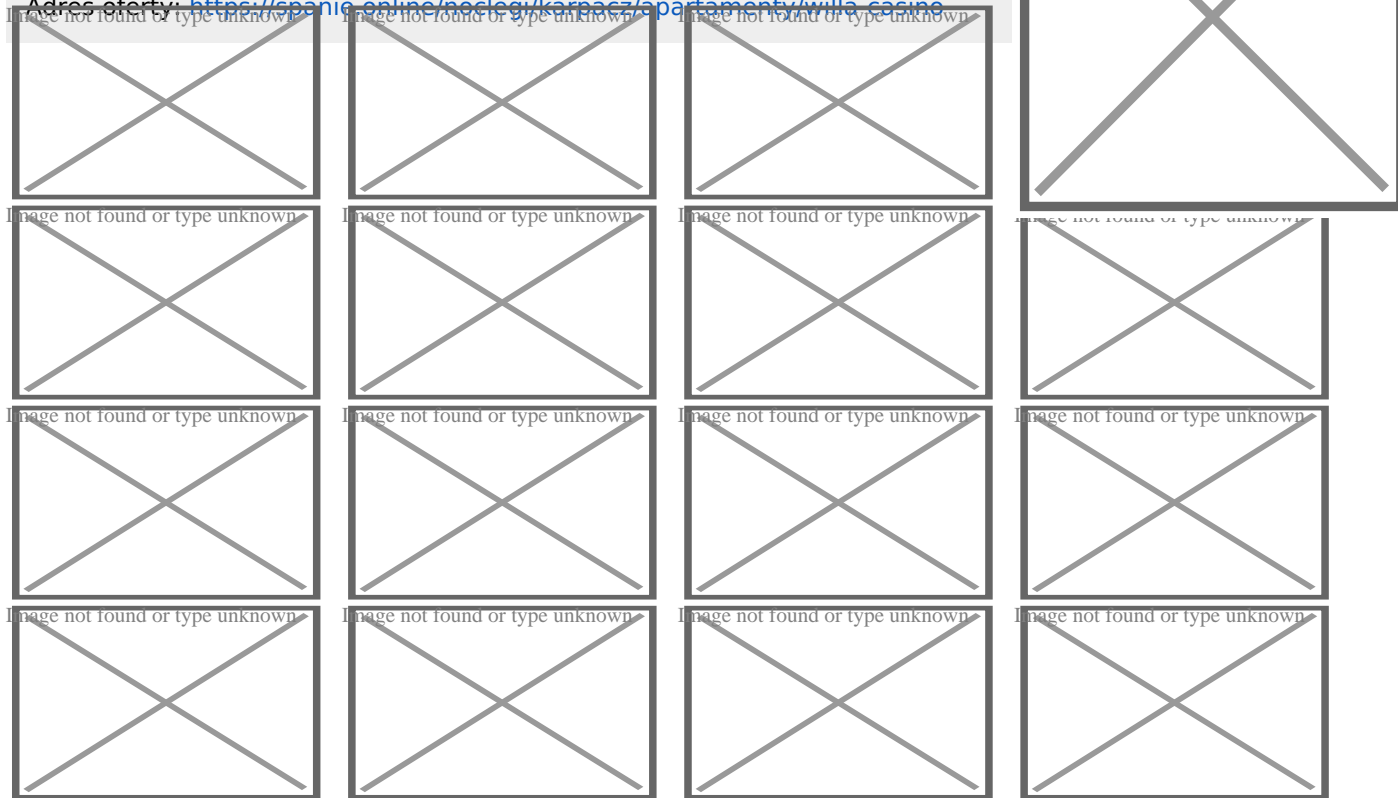 Adres oferty: https://spanie.online/noclegi/karpacz/apartamenty/willa-casino
Image not found or type unknown Image not found or type unknown Image not found or type unknown
Image not found or type unknown Image not found or type unknown Image not found or type unknown Image not found or type unknown
Image not found or type unknown Image not found or type unknown Image not found or type unknown Image not found or type unknown
Image not found or type unknown Image not found or type unknown Image not found or type unknown Image not found or type unknown